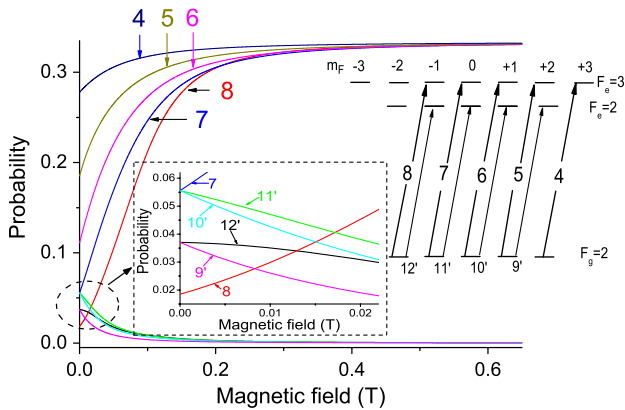 4 5 6
8
7
0.3
0.2
0.1
0.0
Probability
0.0 0.2 0.4 0.6
Magnetic field (T)
m_F -3 -2 -1 0 +1 +2 +3
F_e=3
F_e=2
8 7 6 5 4
12' 11' 10' 9'
F_g=2
0.06
0.05
0.04
0.03
0.02
Probability
7
11'
10'
12'
9'
8
0.00 0.01 0.02
Magnetic field (T)